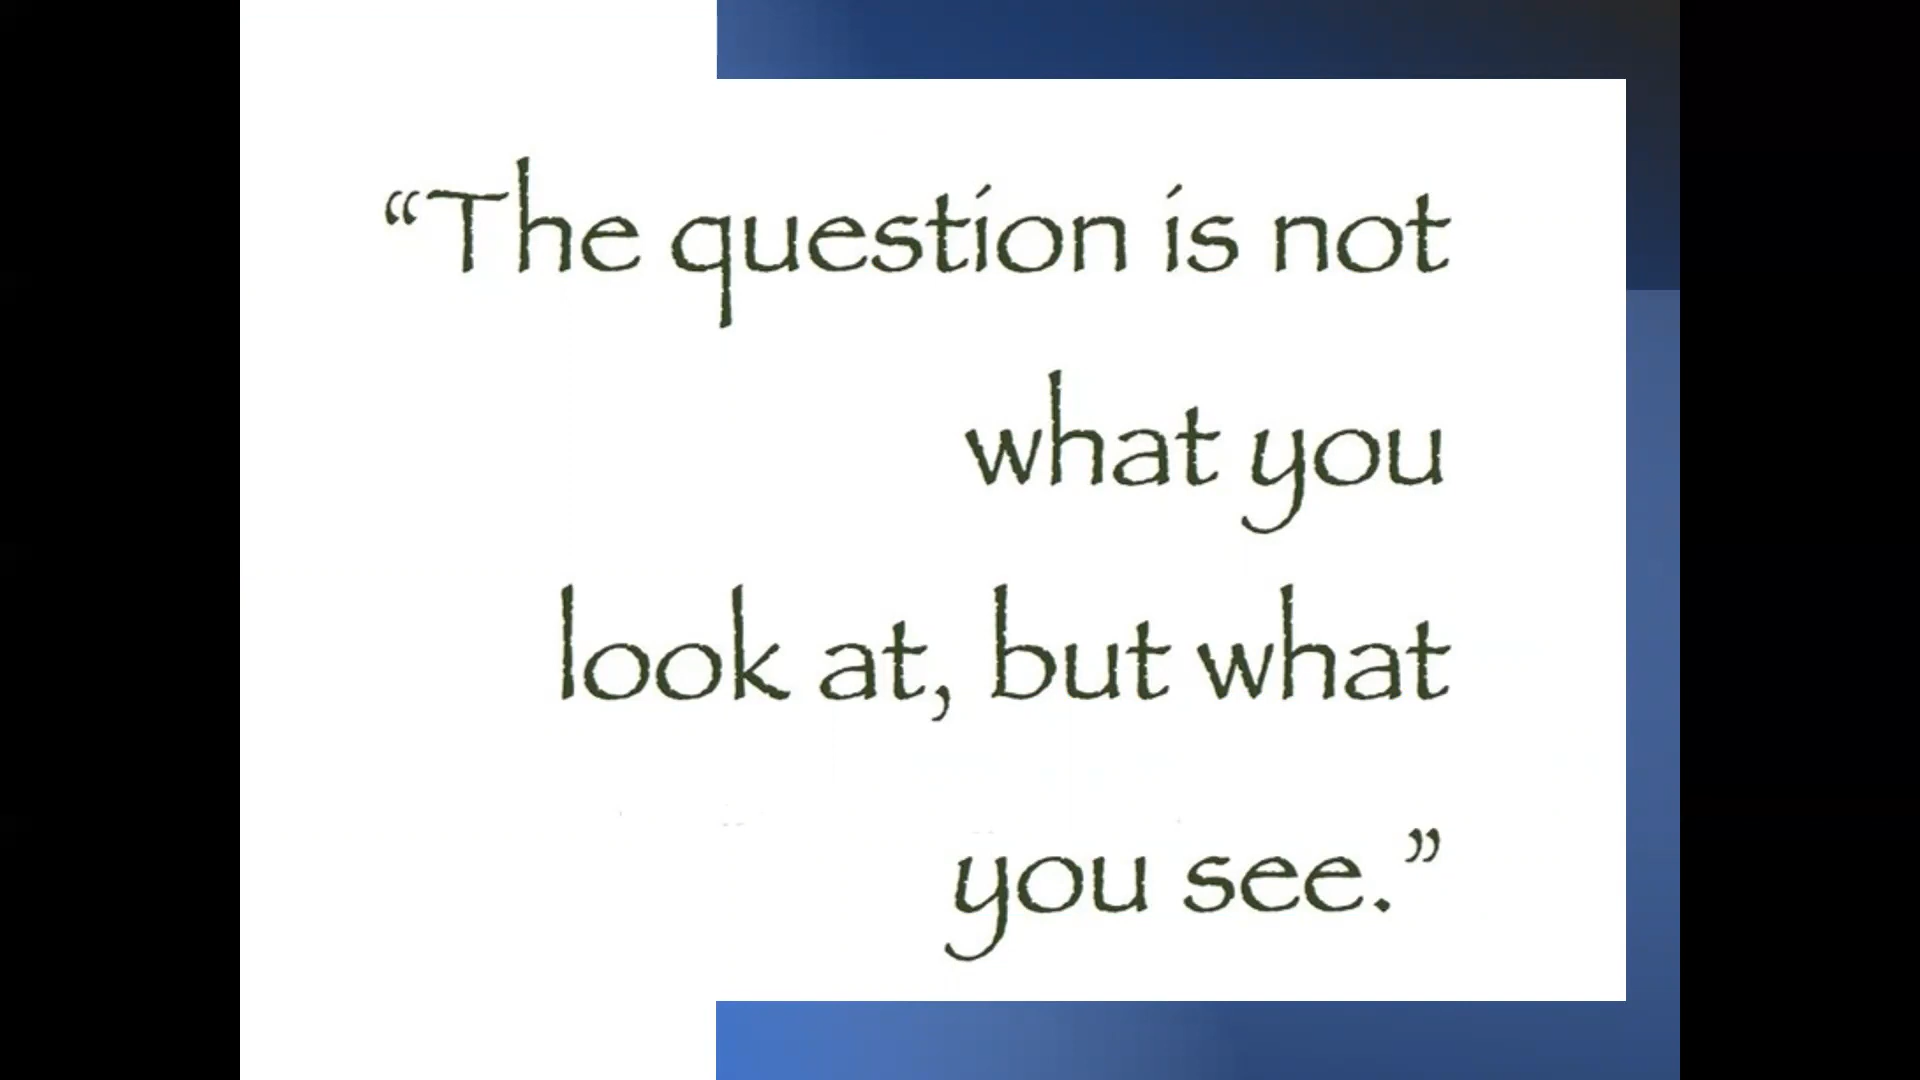 “The question is not
what you
look at, but what
you see.”